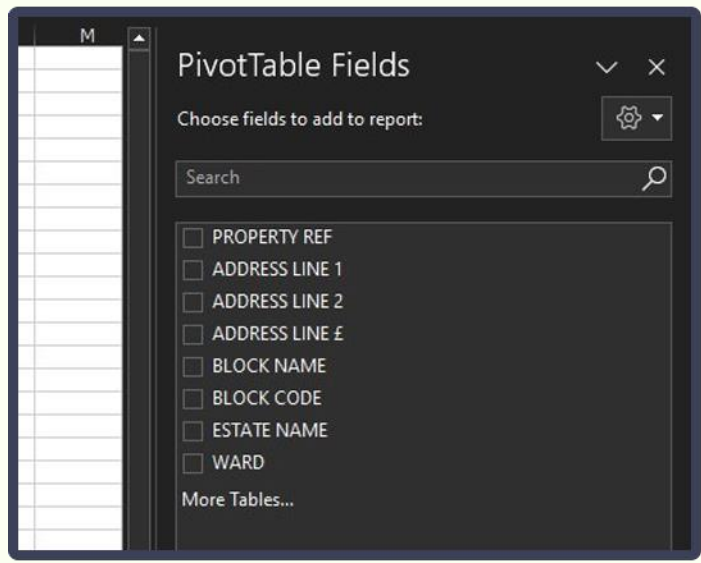 M
PivotTable Fields
Choose fields to add to report:
Search
PROPERTY REF
ADDRESS LINE 1
ADDRESS LINE 2
ADDRESS LINE £
BLOCK NAME
BLOCK CODE
ESTATE NAME
WARD
More Tables...